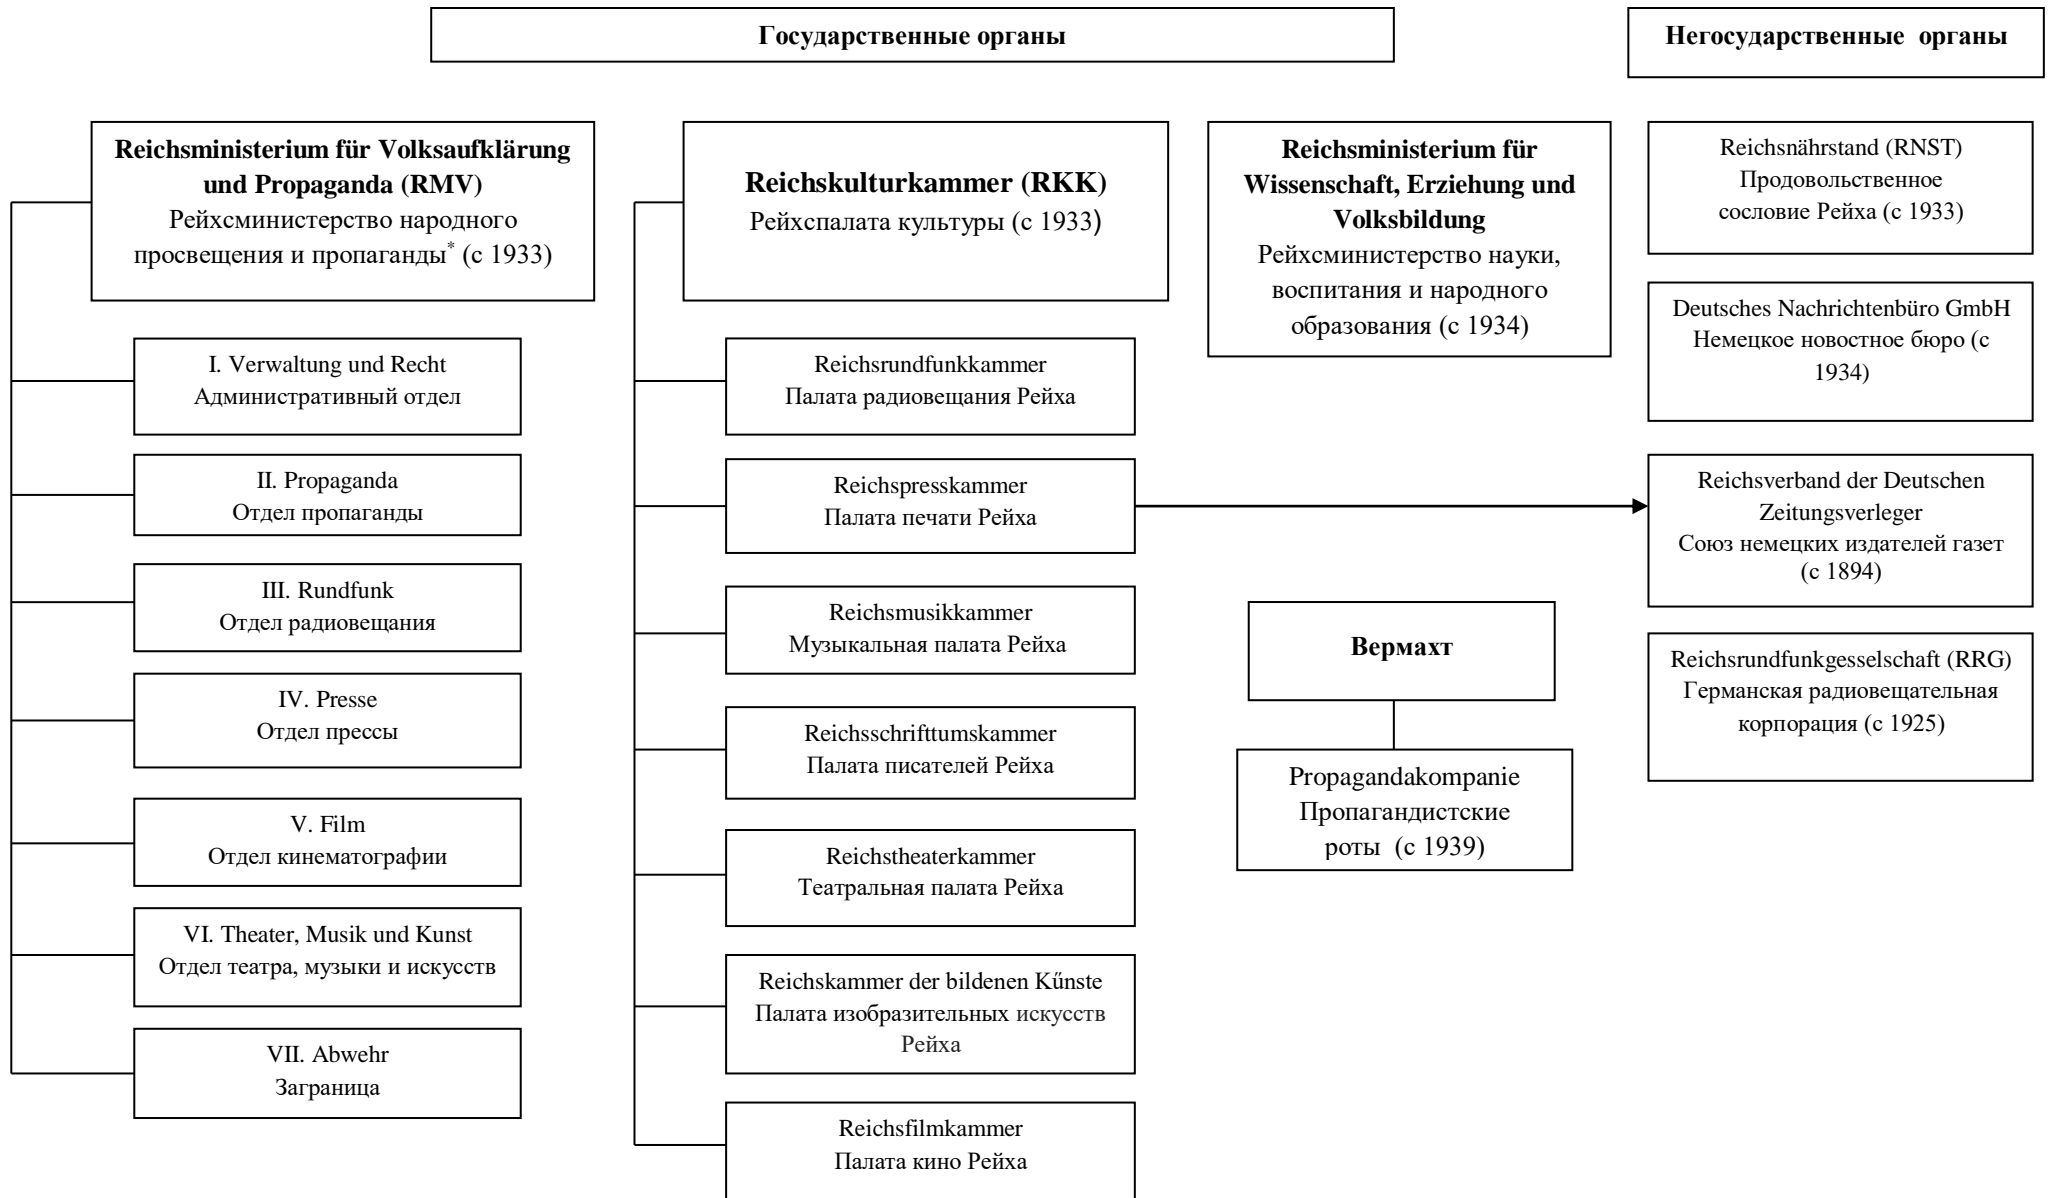 Государственные органы
Негосударственные органы
Reichsministerium für Volksaufklärung
und Propaganda (RMV)
Рейхсминистерство народного
просвещения и пропаганды* (с 1933)
I. Verwaltung und Recht
Административный отдел
II. Propaganda
Отдел пропаганды
III. Rundfunk
Отдел радиовещания
IV. Presse
Отдел прессы
V. Film
Отдел кинематографии
VI. Theater, Musik und Kunst
Отдел театра, музыки и искусств
VII. Abwehr
Заграница
Reichskulturkammer (RKK)
Рейхспалата культуры (с 1933)
Reichsrundfunkkammer
Палата радиовещания Рейха
Reichspresskammer
Палата печати Рейха
Reichsmusikkammer
Музыкальная палата Рейха
Reichsschrifttumskammer
Палата писателей Рейха
Reichstheaterkammer
Театральная палата Рейха
Reichskammer der bildenen Kűnste
Палата изобразительных искусств
Рейха
Reichsfilmkammer
Палата кино Рейха
Reichsministerium für
Wissenschaft, Erziehung und
Volksbildung
Рейхсминистерство науки,
воспитания и народного
образования (с 1934)
Вермахт
Propagandakompanie
Пропагандистские
роты (с 1939)
Reichsnährstand (RNST)
Продовольственное
сословие Рейха (с 1933)
Deutsches Nachrichtenbüro GmbH
Немецкое новостное бюро (с
1934)
Reichsverband der Deutschen
Zeitungsverleger
Союз немецких издателей газет
(с 1894)
Reichsrundfunkgesselschaft (RRG)
Германская радиовещательная
корпорация (с 1925)